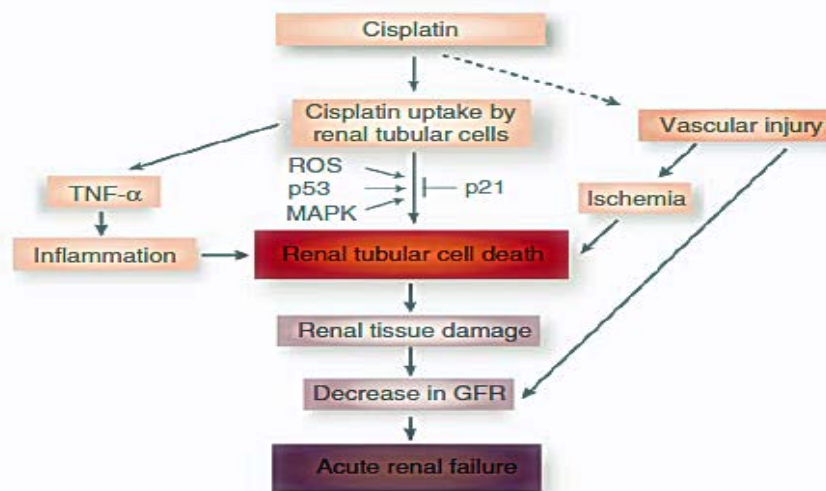 Cisplatin
Cisplatin uptake by
renal tubular cells
Vascular injury
ROS
p53
MAPK
p21
TNF-α
Ischemia
Inflammation
Renal tubular cell death
Renal tissue damage
Decrease in GFR
Acute renal failure